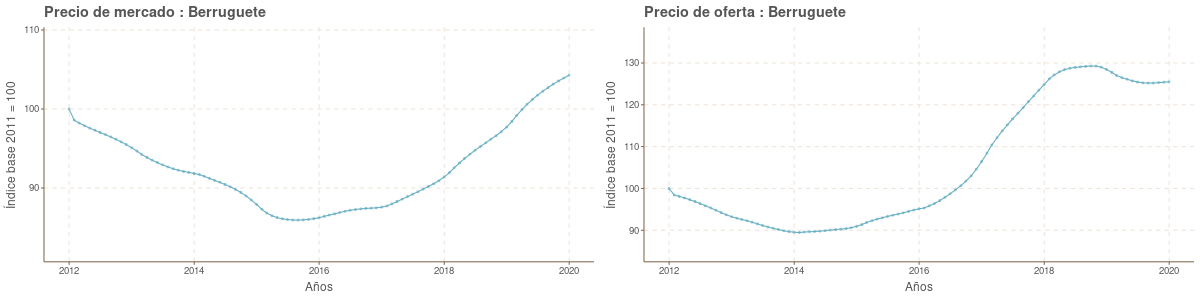 Precio de mercado : Berruguete
Índice base 2011 = 100
110
100
90
2012 2014 2016 2018 2020
Años
Precio de oferta : Berruguete
Índice base 2011 = 100
130
120
110
100
90
2012 2014 2016 2018 2020
Años